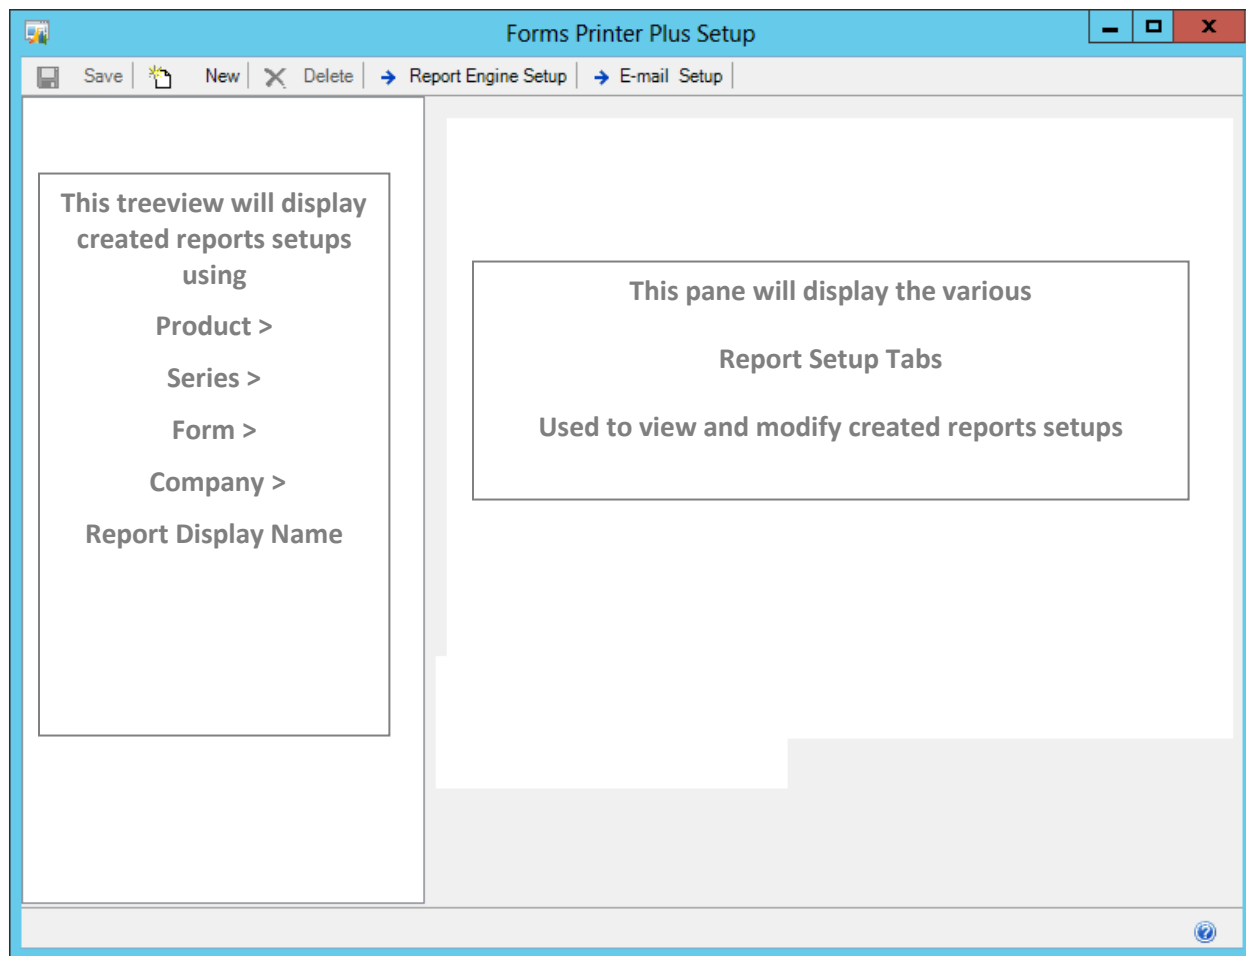 Forms Printer Plus Setup
Save New Delete Report Engine Setup E-mail Setup
This treeview will display
created reports setups
using
Product >
Series >
Form >
Company >
Report Display Name
This pane will display the various
Report Setup Tabs
Used to view and modify created reports setups